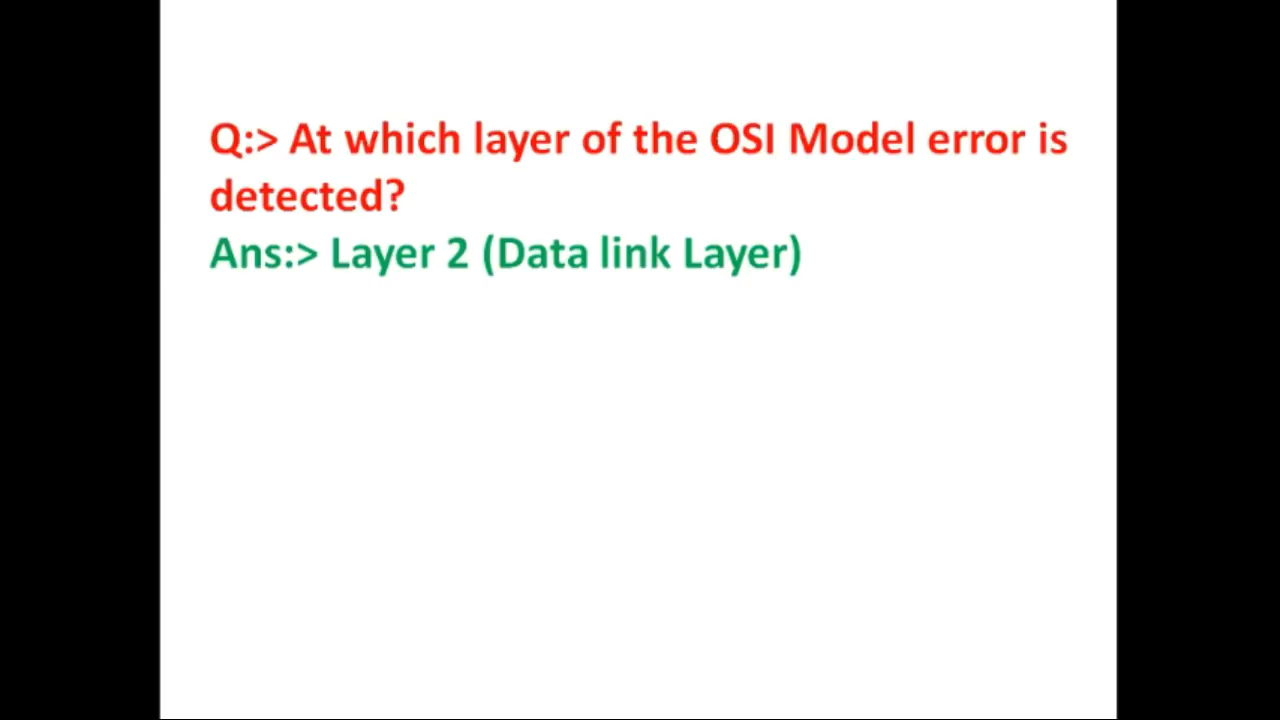 Q:> At which layer of the OSI Model error is
detected?
Ans:> Layer 2 (Data link Layer)